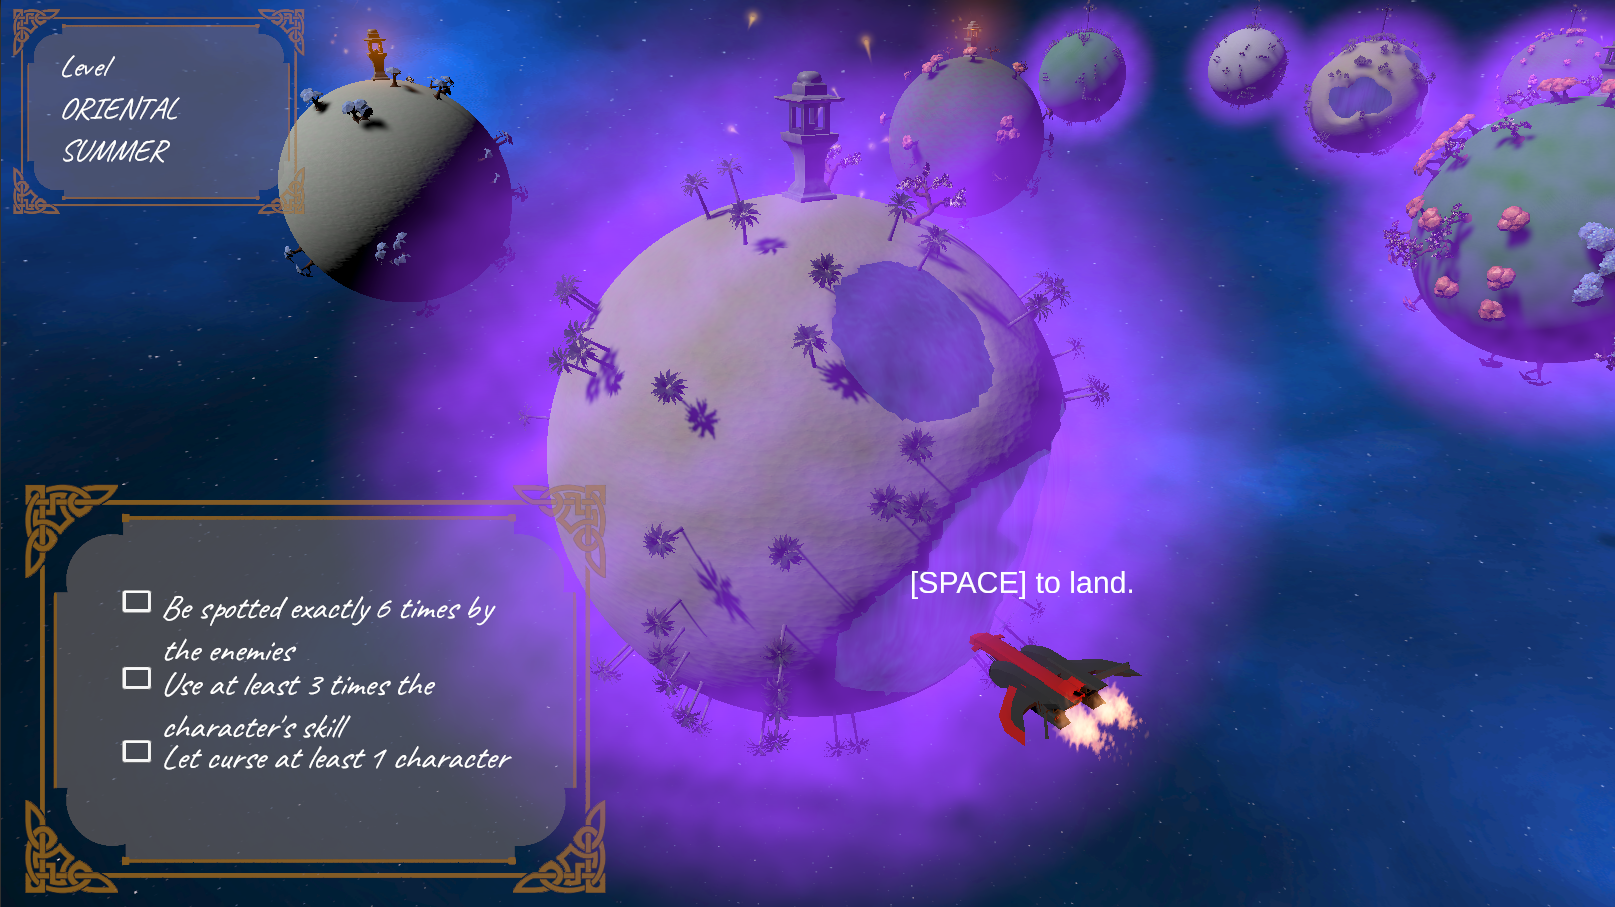 Level
ORIENTAL
SUMMER
[SPACE] to land.
Be spotted exactly 6 times by
the enemies
Use at least 3 times the
character's skill
Let curse at least 1 character